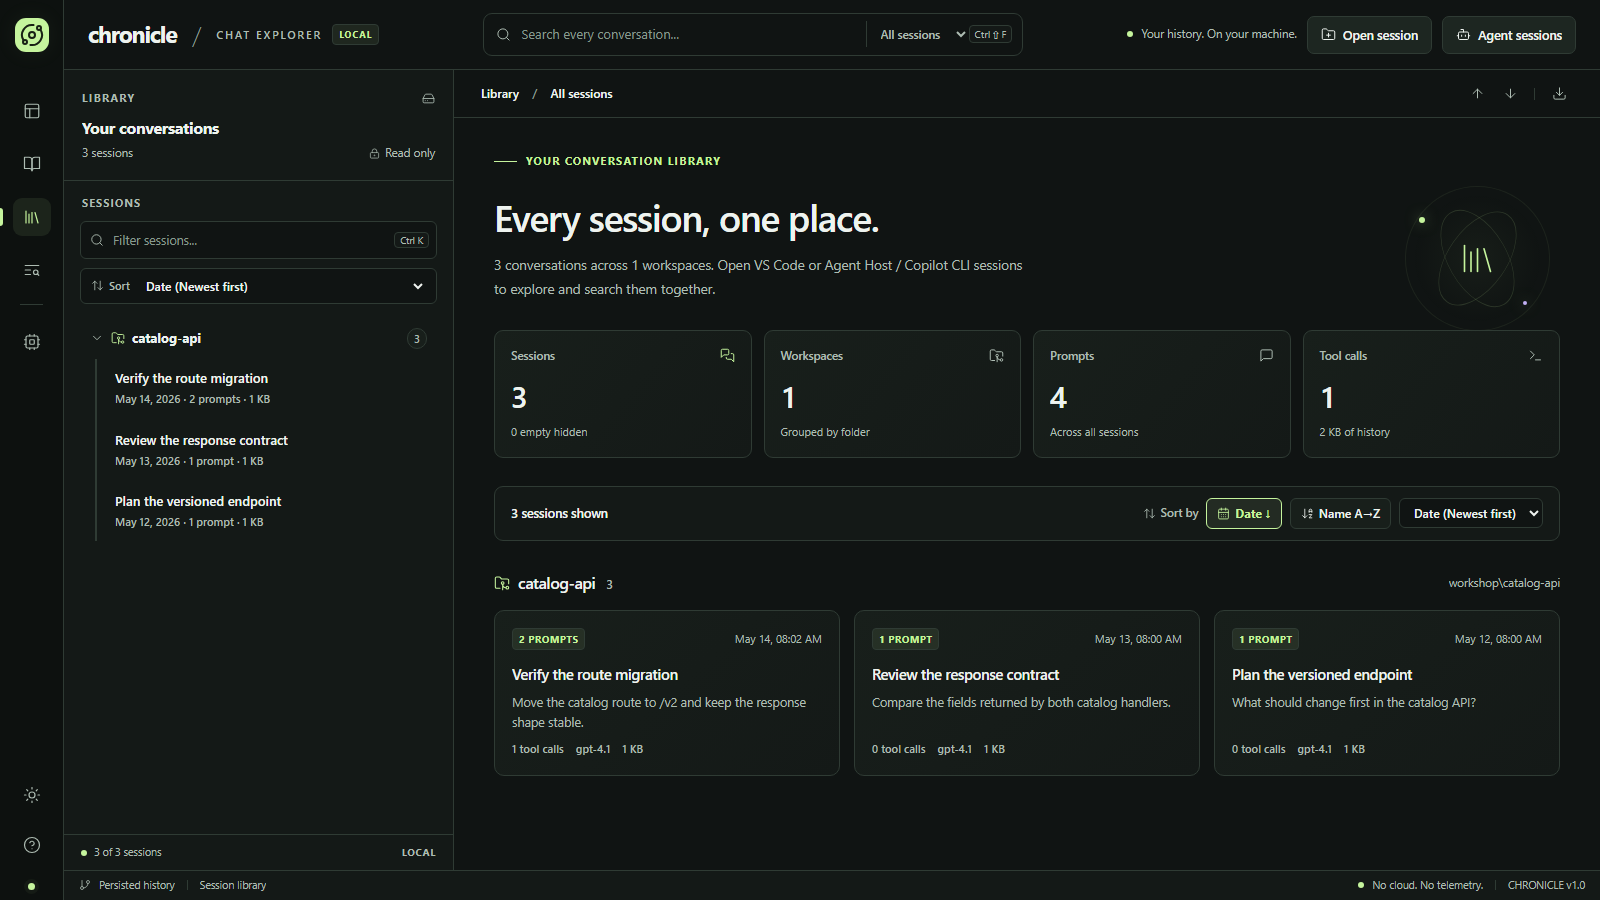 chronicle / CHAT EXPLORER LOCAL
Search every conversation... All sessions Ctrl ⇧ F
Your history. On your machine.
Open session
Agent sessions
LIBRARY
Your conversations
3 sessions
Read only
SESSIONS
Filter sessions... Ctrl K
Sort Date (Newest first)
catalog-api 3
Verify the route migration
May 14, 2026 · 2 prompts · 1 KB
Review the response contract
May 13, 2026 · 1 prompt · 1 KB
Plan the versioned endpoint
May 12, 2026 · 1 prompt · 1 KB
3 of 3 sessions LOCAL
Library / All sessions
YOUR CONVERSATION LIBRARY
Every session, one place.
3 conversations across 1 workspaces. Open VS Code or Agent Host / Copilot CLI sessions
to explore and search them together.
Sessions
3
0 empty hidden
Workspaces
1
Grouped by folder
Prompts
4
Across all sessions
Tool calls
1
2 KB of history
3 sessions shown
Sort by Date ↓ Name A→Z Date (Newest first)
catalog-api 3
workshop\catalog-api
2 PROMPTS May 14, 08:02 AM
Verify the route migration
Move the catalog route to /v2 and keep the response
shape stable.
1 tool calls gpt-4.1 1 KB
1 PROMPT May 13, 08:00 AM
Review the response contract
Compare the fields returned by both catalog handlers.
0 tool calls gpt-4.1 1 KB
1 PROMPT May 12, 08:00 AM
Plan the versioned endpoint
What should change first in the catalog API?
0 tool calls gpt-4.1 1 KB
Persisted history
Session library
No cloud. No telemetry.
CHRONICLE v1.0